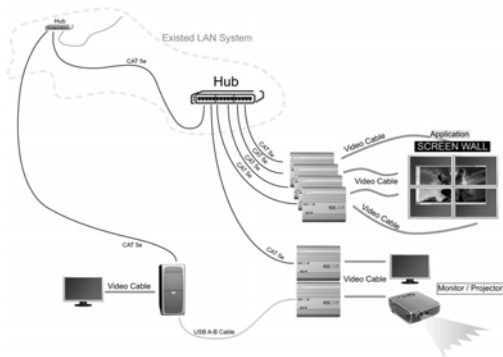 Hub
Existed LAN System
CAT 5e
Hub
CAT 5e
CAT 5e
CAT 5e
CAT 5e
Video Cable
Application
SCREEN WALL
Video Cable
Video Cable
CAT 5e
CAT 5e
Video Cable
Video Cable
Monitor / Projector
USB A-B Cable